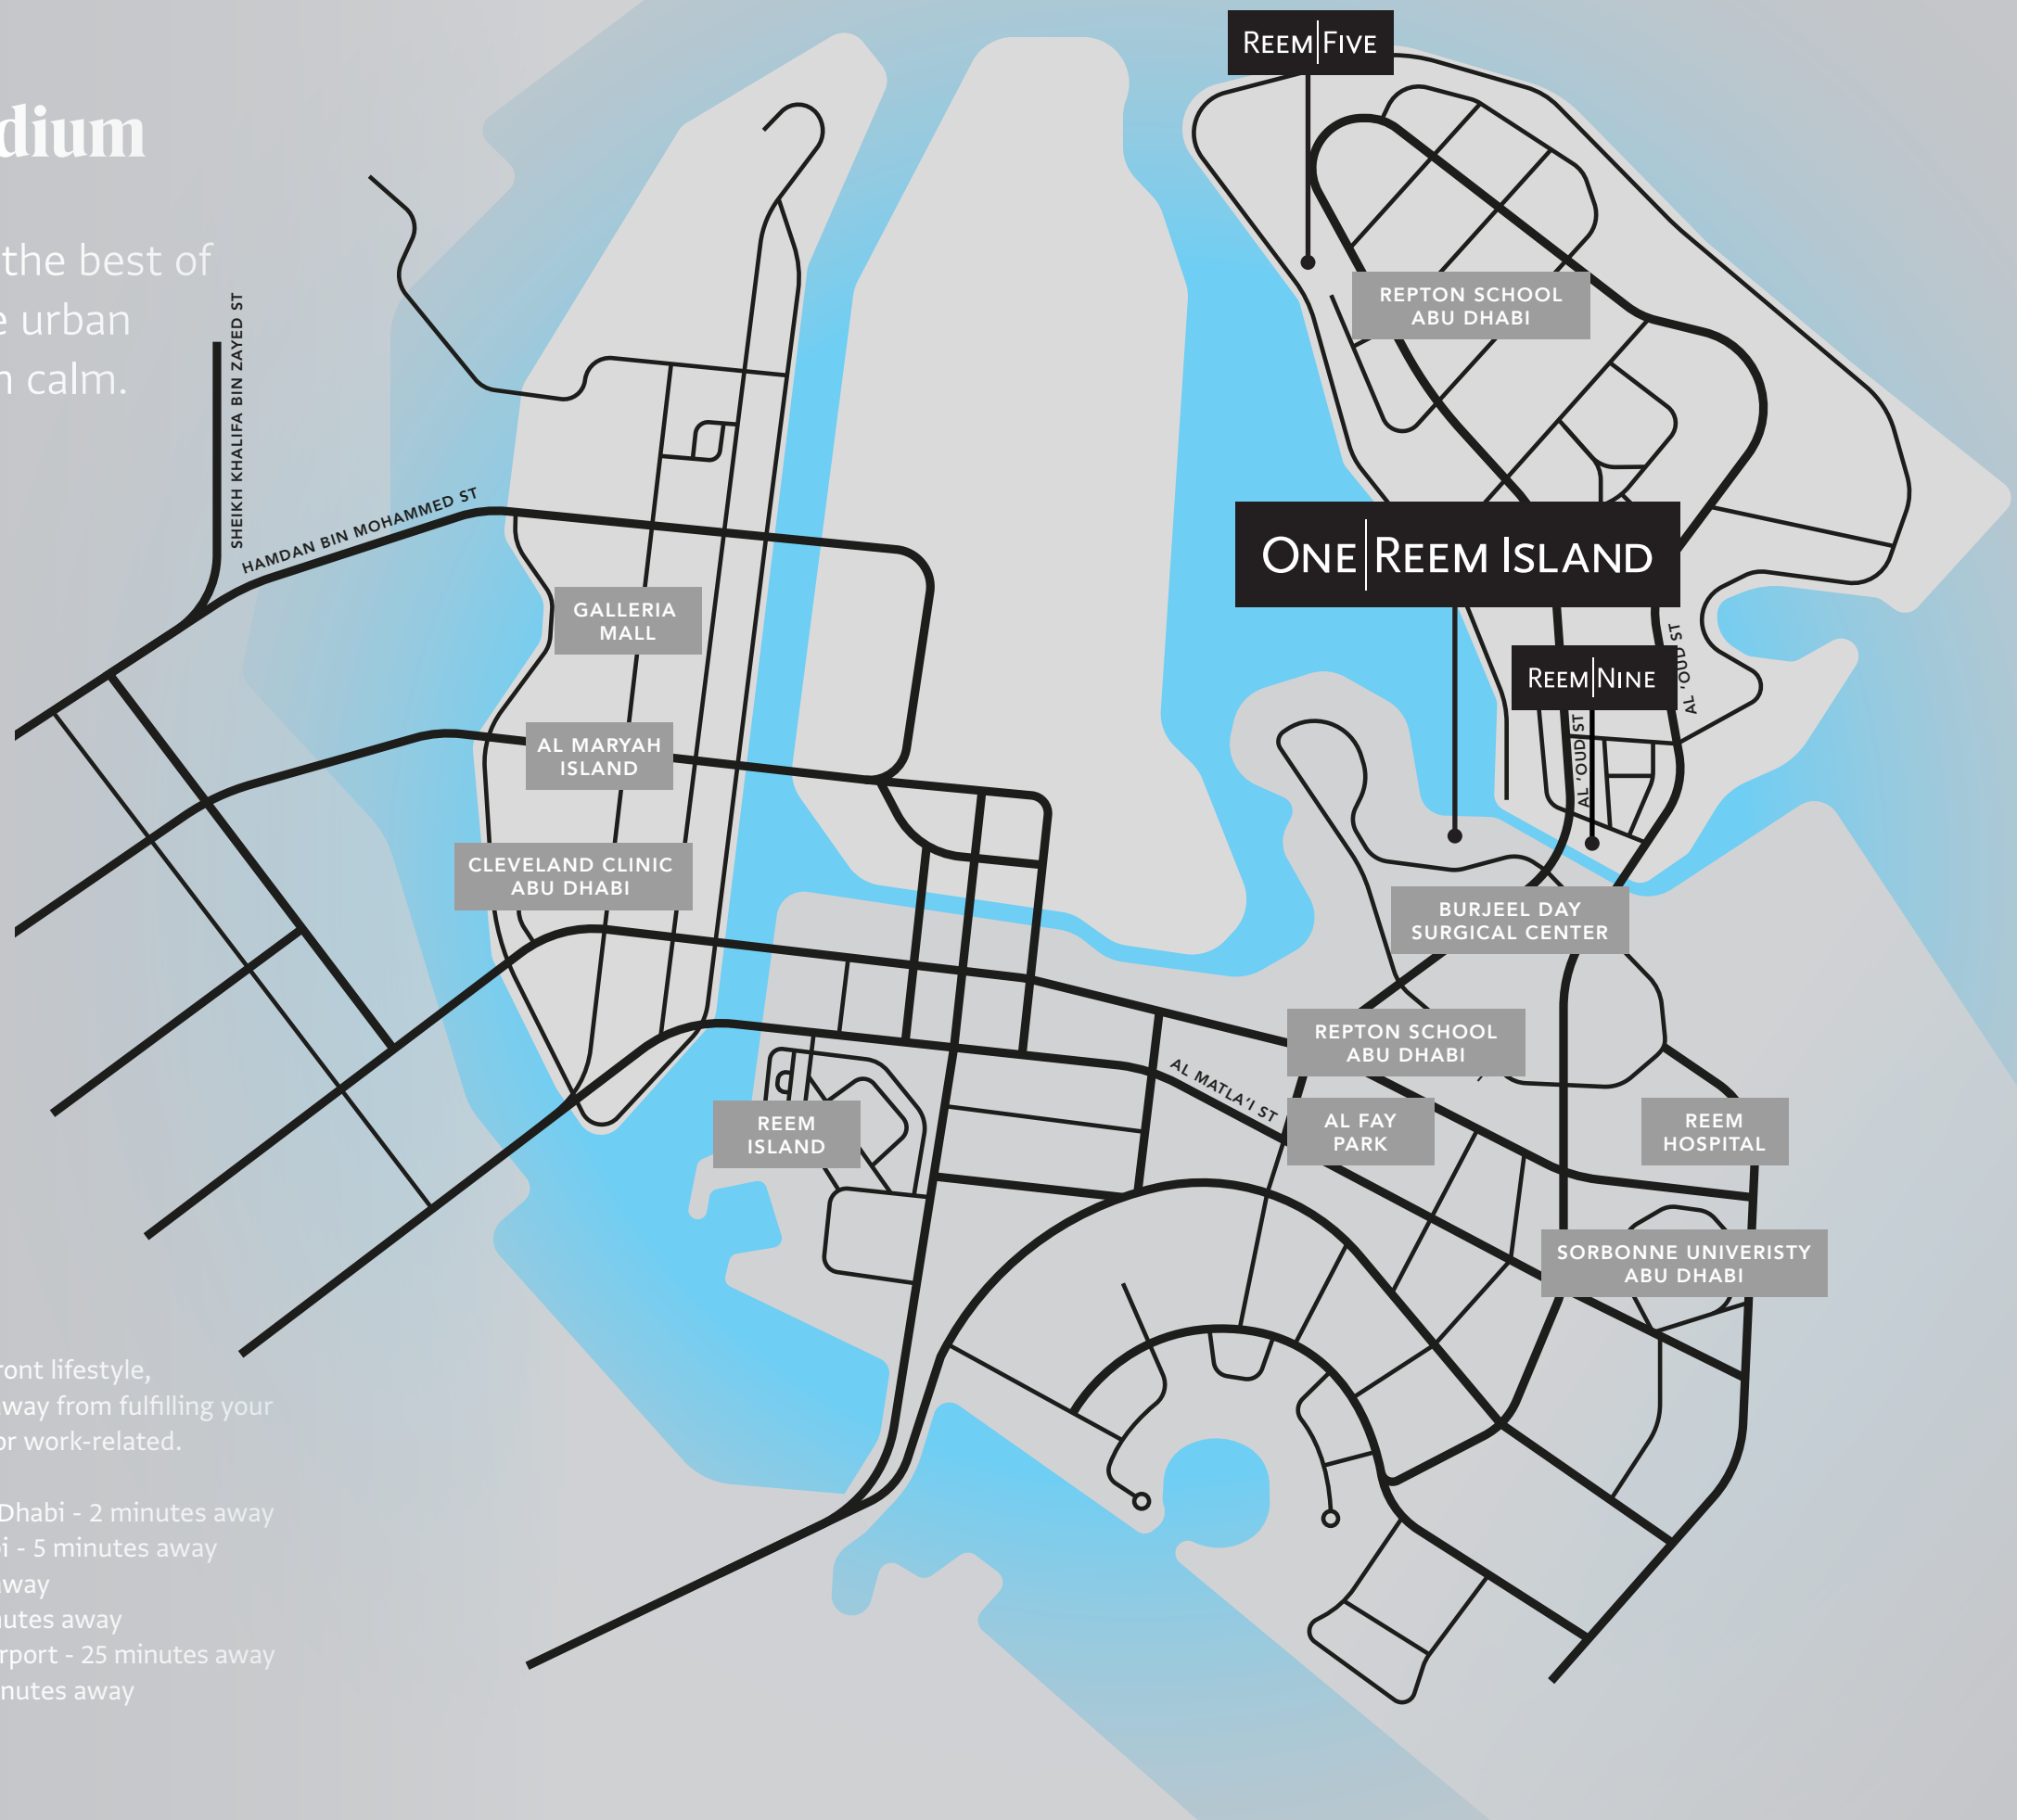 dium
the best of
e urban
n calm.
REEM|FIVE
REPTON SCHOOL
ABU DHABI
SHEIKH KHALIFA BIN ZAYED ST
HAMDAN BIN MOHAMMED ST
ONE|REEM ISLAND
GALLERIA
MALL
REEM|NINE
AL 'OUD ST
AL 'OUD ST
AL MARYAH
ISLAND
CLEVELAND CLINIC
ABU DHABI
BURJEEL DAY
SURGICAL CENTER
REPTON SCHOOL
ABU DHABI
AL MATLA'I ST
REEM
ISLAND
AL FAY
PARK
REEM
HOSPITAL
SORBONNE UNIVERISTY
ABU DHABI
ront lifestyle,
way from fulfilling your
or work-related.
Dhabi - 2 minutes away
i - 5 minutes away
way
nutes away
rport - 25 minutes away
nutes away